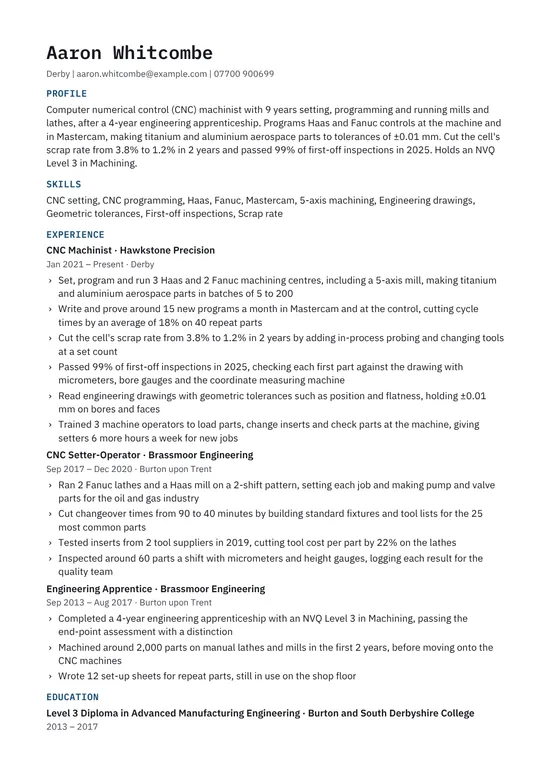 Aaron Whitcombe
Derby | aaron.whitcombe@example.com | 07700 900699
PROFILE
Computer numerical control (CNC) machinist with 9 years setting, programming and running mills and
lathes, after a 4-year engineering apprenticeship. Programs Haas and Fanuc controls at the machine and
in Mastercam, making titanium and aluminium aerospace parts to tolerances of ±0.01 mm. Cut the cell's
scrap rate from 3.8% to 1.2% in 2 years and passed 99% of first-off inspections in 2025. Holds an NVQ
Level 3 in Machining.
SKILLS
CNC setting, CNC programming, Haas, Fanuc, Mastercam, 5-axis machining, Engineering drawings,
Geometric tolerances, First-off inspections, Scrap rate
EXPERIENCE
CNC Machinist · Hawkstone Precision
Jan 2021 – Present · Derby
› Set, program and run 3 Haas and 2 Fanuc machining centres, including a 5-axis mill, making titanium
and aluminium aerospace parts in batches of 5 to 200
› Write and prove around 15 new programs a month in Mastercam and at the control, cutting cycle
times by an average of 18% on 40 repeat parts
› Cut the cell's scrap rate from 3.8% to 1.2% in 2 years by adding in-process probing and changing tools
at a set count
› Passed 99% of first-off inspections in 2025, checking each first part against the drawing with
micrometers, bore gauges and the coordinate measuring machine
› Read engineering drawings with geometric tolerances such as position and flatness, holding ±0.01
mm on bores and faces
› Trained 3 machine operators to load parts, change inserts and check parts at the machine, giving
setters 6 more hours a week for new jobs
CNC Setter-Operator · Brassmoor Engineering
Sep 2017 – Dec 2020 · Burton upon Trent
› Ran 2 Fanuc lathes and a Haas mill on a 2-shift pattern, setting each job and making pump and valve
parts for the oil and gas industry
› Cut changeover times from 90 to 40 minutes by building standard fixtures and tool lists for the 25
most common parts
› Tested inserts from 2 tool suppliers in 2019, cutting tool cost per part by 22% on the lathes
› Inspected around 60 parts a shift with micrometers and height gauges, logging each result for the
quality team
Engineering Apprentice · Brassmoor Engineering
Sep 2013 – Aug 2017 · Burton upon Trent
› Completed a 4-year engineering apprenticeship with an NVQ Level 3 in Machining, passing the
end-point assessment with a distinction
› Machined around 2,000 parts on manual lathes and mills in the first 2 years, before moving onto the
CNC machines
› Wrote 12 set-up sheets for repeat parts, still in use on the shop floor
EDUCATION
Level 3 Diploma in Advanced Manufacturing Engineering · Burton and South Derbyshire College
2013 – 2017